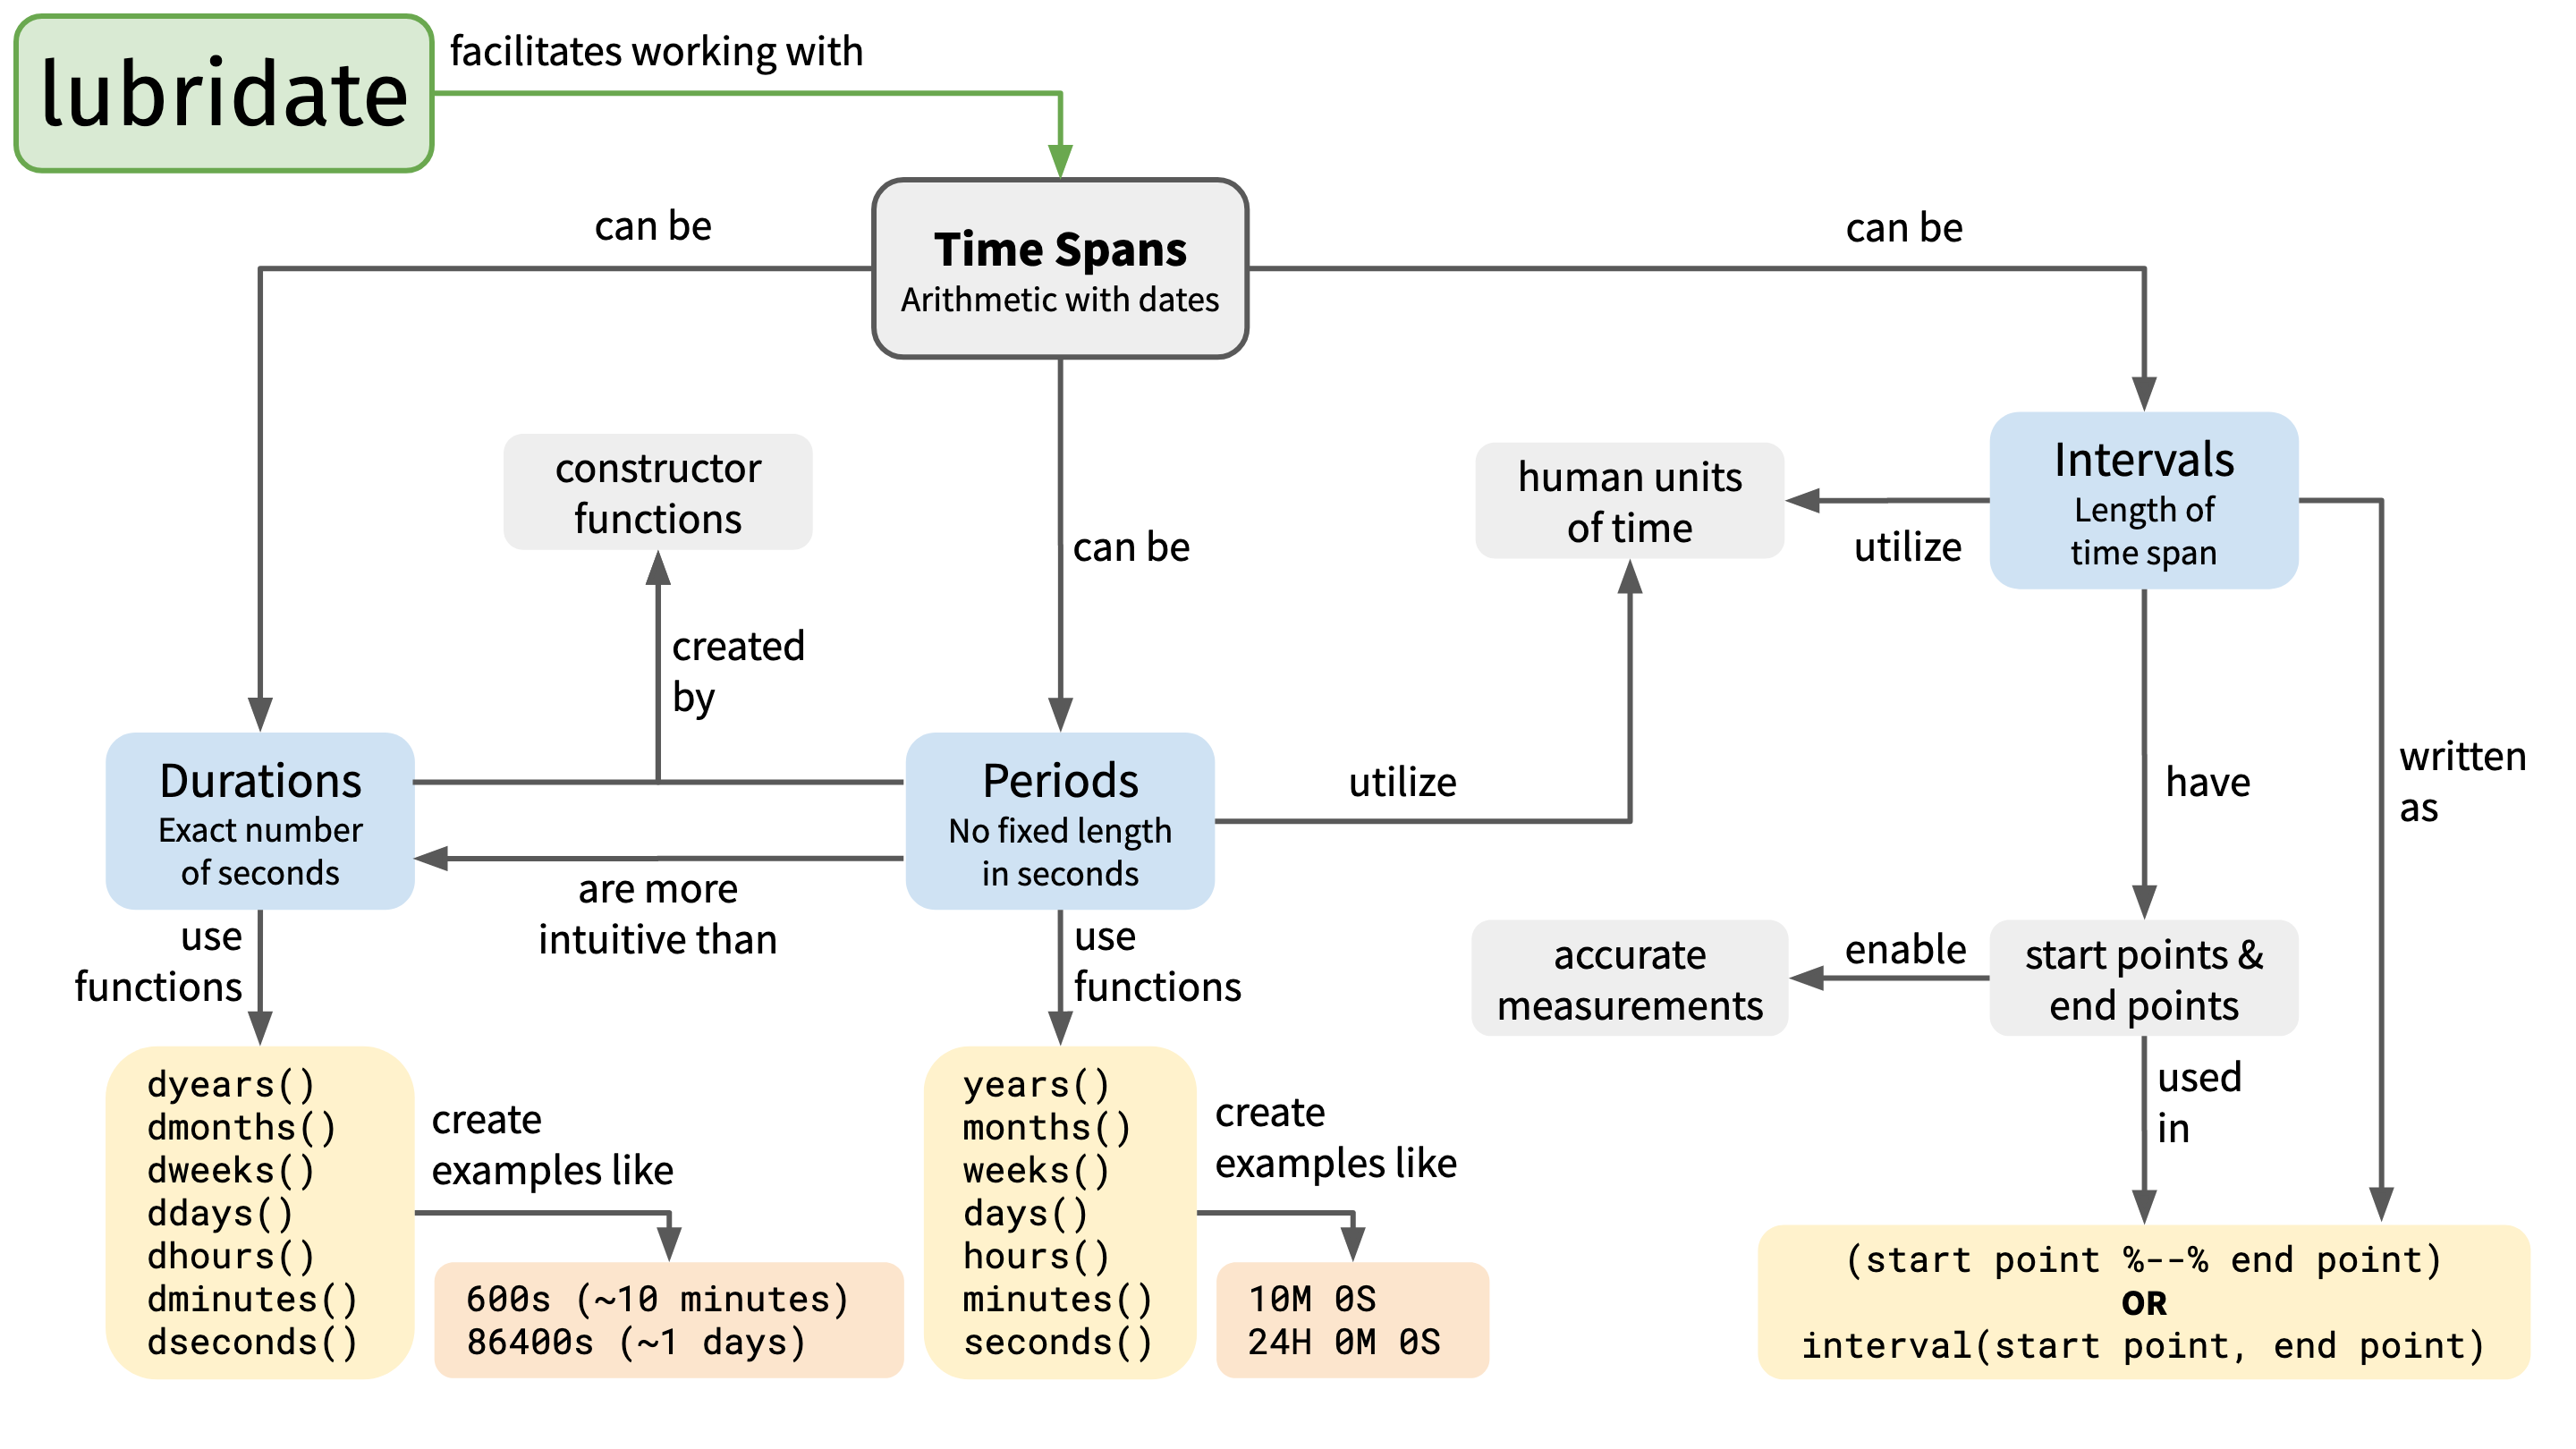 lubridate
facilitates working with
Time Spans
Arithmetic with dates
can be
can be
can be
constructor
functions
created
by
human units
of time
utilize
Intervals
Length of
time span
Durations
Exact number
of seconds
Periods
No fixed length
in seconds
utilize
are more
intuitive than
have
written
as
use
functions
use
functions
accurate
measurements
enable
start points &
end points
used
in
dyears()
dmonths()
dweeks()
ddays()
dhours()
dminutes()
dseconds()
create
examples like
600s (~10 minutes)
86400s (~1 days)
years()
months()
weeks()
days()
hours()
minutes()
seconds()
create
examples like
10M 0S
24H 0M 0S
(start point %--% end point)
OR
interval(start point, end point)